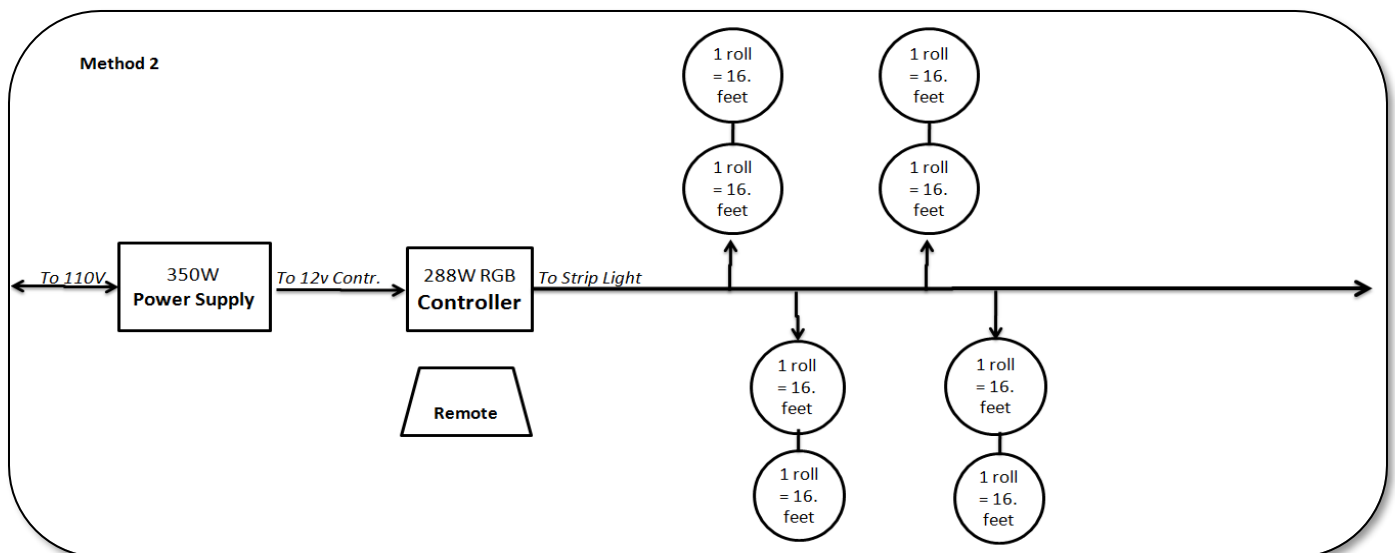 Method 2
1 roll
= 16.
feet
1 roll
= 16.
feet
1 roll
= 16.
feet
1 roll
= 16.
feet
To 110V
350W
Power Supply
To 12v Contr.
288W RGB
Controller
To Strip Light
Remote
1 roll
= 16.
feet
1 roll
= 16.
feet
1 roll
= 16.
feet
1 roll
= 16.
feet